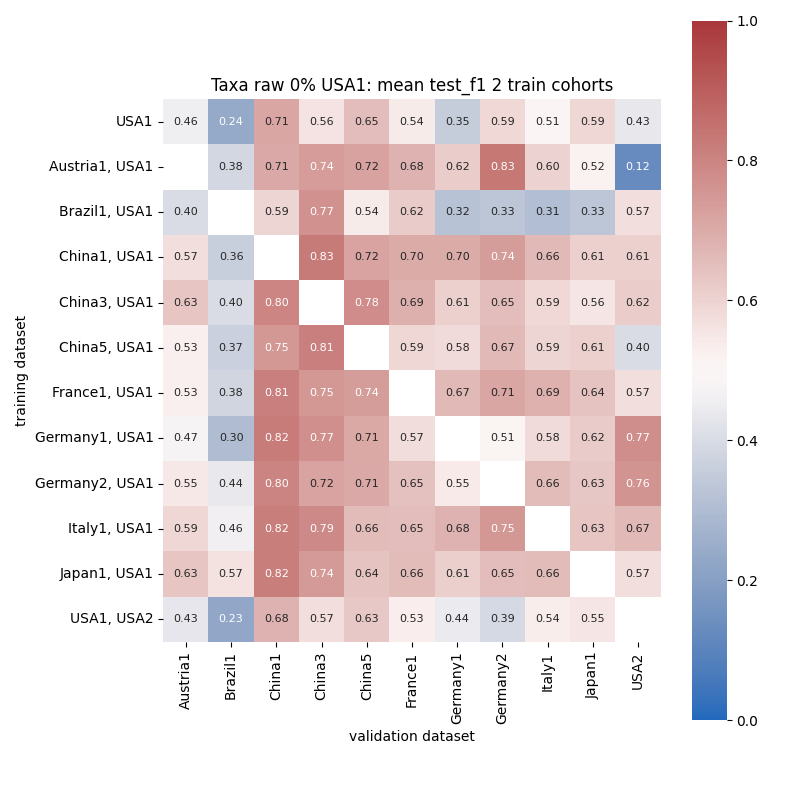 Taxa raw 0% USA1: mean test_f1 2 train cohorts
1.0
0.8
0.6
0.4
0.2
0.0
training dataset
USA1 0.46 0.24 0.71 0.56 0.65 0.54 0.35 0.59 0.51 0.59 0.43
Austria1, USA1 0.38 0.71 0.74 0.72 0.68 0.62 0.83 0.60 0.52 0.12
Brazil1, USA1 0.40 0.59 0.77 0.54 0.62 0.32 0.33 0.31 0.33 0.57
China1, USA1 0.57 0.36 0.83 0.72 0.70 0.70 0.74 0.66 0.61 0.61
China3, USA1 0.63 0.40 0.80 0.78 0.69 0.61 0.65 0.59 0.56 0.62
China5, USA1 0.53 0.37 0.75 0.81 0.59 0.58 0.67 0.59 0.61 0.40
France1, USA1 0.53 0.38 0.81 0.75 0.74 0.67 0.71 0.69 0.64 0.57
Germany1, USA1 0.47 0.30 0.82 0.77 0.71 0.57 0.51 0.58 0.62 0.77
Germany2, USA1 0.55 0.44 0.80 0.72 0.71 0.65 0.55 0.66 0.63 0.76
Italy1, USA1 0.59 0.46 0.82 0.79 0.66 0.65 0.68 0.75 0.63 0.67
Japan1, USA1 0.63 0.57 0.82 0.74 0.64 0.66 0.61 0.65 0.66 0.57
USA1, USA2 0.43 0.23 0.68 0.57 0.63 0.53 0.44 0.39 0.54 0.55
Austria1 Brazil1 China1 China3 China5 France1 Germany1 Germany2 Italy1 Japan1 USA2
validation dataset